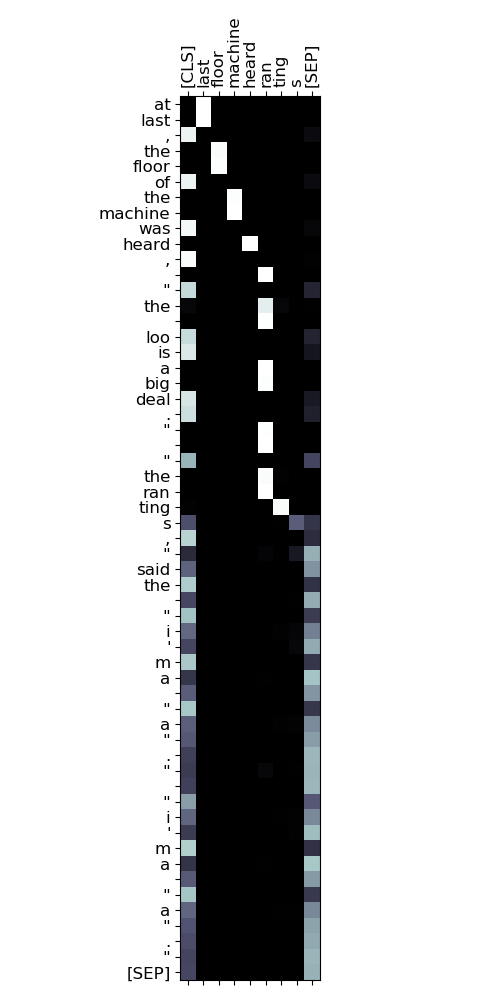 [CLS]
last
floor
machine
heard
ran
ting
s
[SEP]
at
last
,
the
floor
of
the
machine
was
heard
,
"
the
loo
is
a
big
deal
.
"
"
the
ran
ting
s
,
"
said
the
"
i
'
m
a
"
a
"
.
"
"
i
'
m
a
"
a
"
.
"
[SEP]